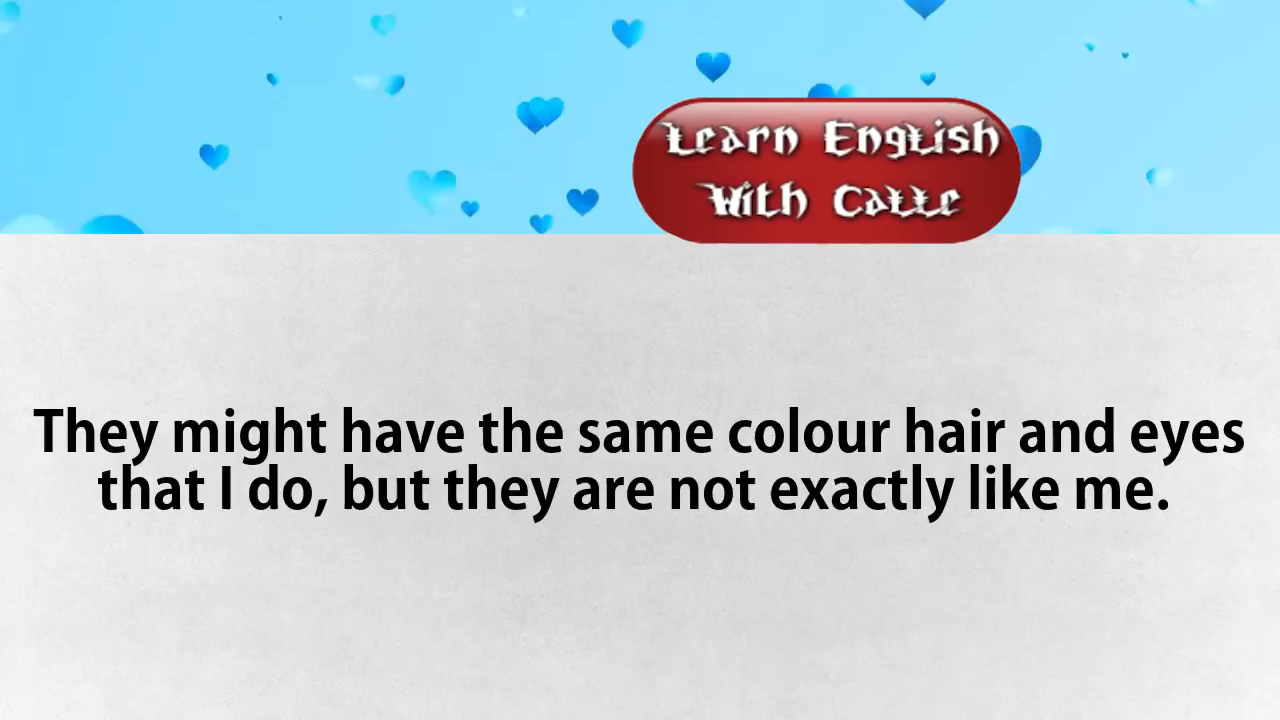 Learn English
With Calle
They might have the same colour hair and eyes
that I do, but they are not exactly like me.